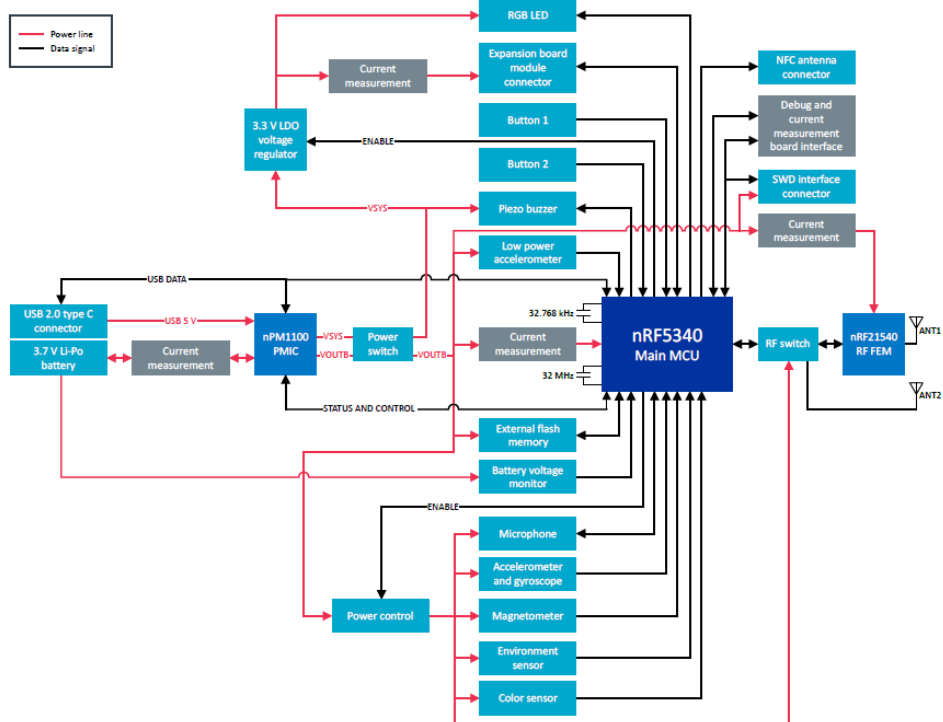 Power line
Data signal
RGB LED
Expansion board
module
connector
Current
measurement
NFC antenna
connector
Debug and
current
measurement
board interface
3.3 V LDO
voltage
regulator
Button 1
ENABLE
Button 2
SWD interface
connector
VSYS
Piezo buzzer
Current
measurement
Low power
accelerometer
USB DATA
USB 2.0 type C
connector
USB 5 V
32.768 kHz
nRF5340
Main MCU
nPM1100
PMIC
VSYS
VOUTB
Power
switch
VOUTB
Current
measurement
RF switch
nRF21540
RF FEM
ANT1
3.7 V Li-Po
battery
Current
measurement
32 MHz
ANT2
STATUS AND CONTROL
External flash
memory
Battery voltage
monitor
ENABLE
Microphone
Accelerometer
and gyroscope
Power control
Magnetometer
Environment
sensor
Color sensor